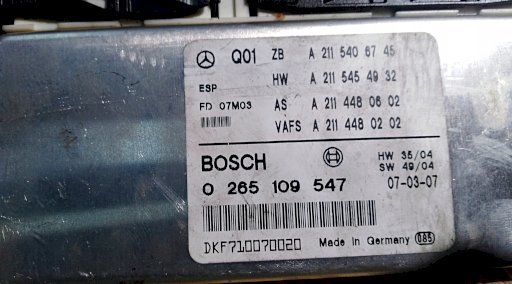 Q01 ZB A 211 540 67 45
ESP HW A 211 545 49 32
FD 07M03 AS A 211 448 06 02
VAFS A 211 448 02 02
BOSCH HW 35/04
SW 49/04
0 265 109 547 07-03-07
DKF710070020 Made in Germany 085